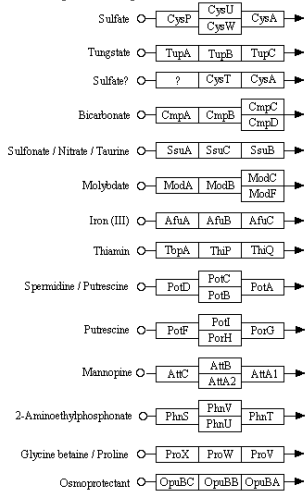 Sulfate CysP CysU CysW CysA
Tungstate TupA TupB TupC
Sulfate? ? CysT CysA
Bicarbonate CmpA CmpB CmpC CmpD
Sulfonate / Nitrate / Taurine SsuA SsuC SsuB
Molybdate ModA ModB ModC ModF
Iron (III) AfuA AfuB AfuC
Thiamin TbpA ThiP ThiQ
Spermidine / Putrescine PotD PotC PotB PotA
Putrescine PotF PotI PorH PorG
Mannopine AttC AttB AttA2 AttA1
2-Aminoethylphosphonate PhnS PhnV PhnU PhnT
Glycine betaine / Proline ProX ProW ProV
Osmoprotectant OpuBC OpuBB OpuBA